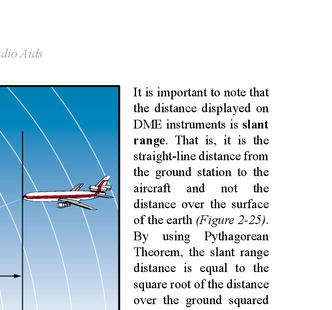 dio Aids
It is important to note that
the distance displayed on
DME instruments is slant
range. That is, it is the
straight-line distance from
the ground station to the
aircraft and not the
distance over the surface
of the earth (Figure 2-25).
By using Pythagorean
Theorem, the slant range
distance is equal to the
square root of the distance
over the ground squared